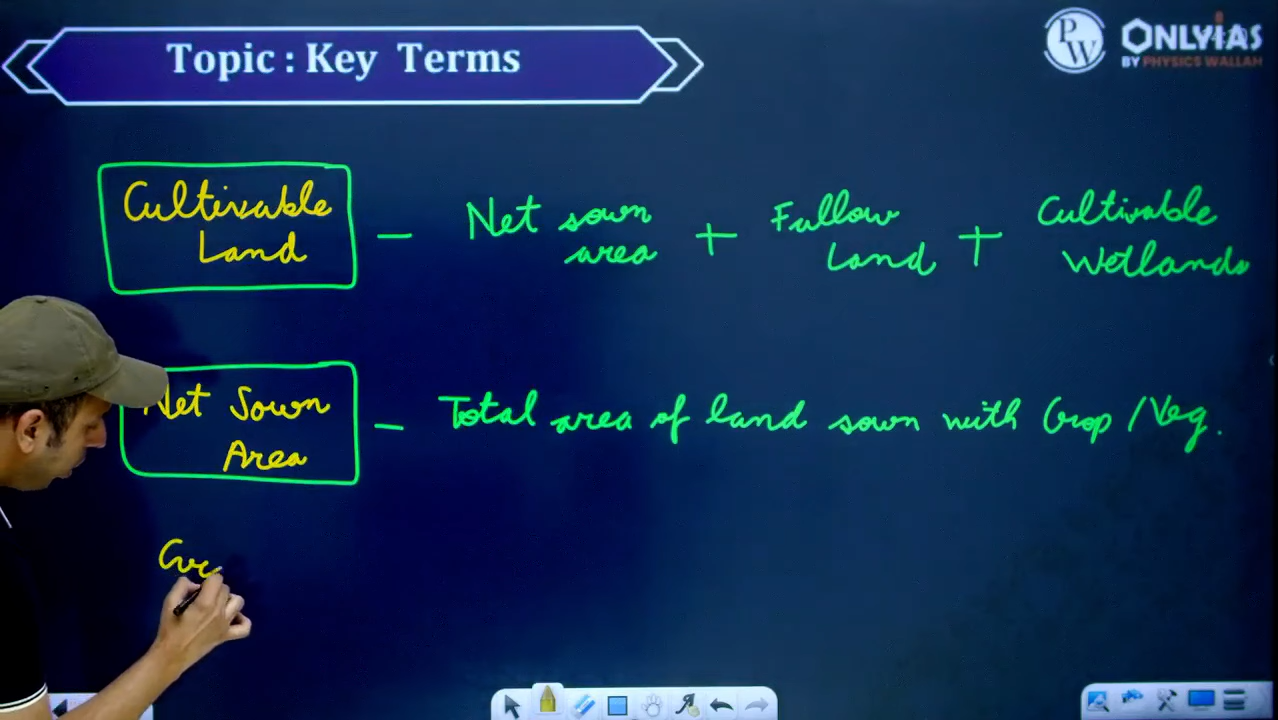 Topic : Key Terms
PW
ONLYIAS
BY PHYSICS WALLAH
Cultivable Land - Net sown area + Fallow Land + Cultivable Wetlands
Net Sown Area - Total area of land sown with Crop / Veg.